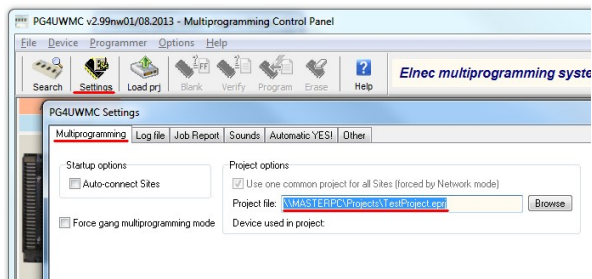 PG4UWMC v2.99nw01/08.2013 - Multiprogramming Control Panel
File Device Programmer Options Help
Search Settings Load prj Blank Verify Program Erase Help
Elnec multiprogramming syste
PG4UWMC Settings
Multiprogramming Log file Job Report Sounds Automatic YES! Other
Startup options
Auto-connect Sites
Force gang multiprogramming mode
Project options
Use one common project for all Sites (forced by Network mode)
Project file: \\MASTERPC\Projects\TestProject.eprj Browse
Device used in project: